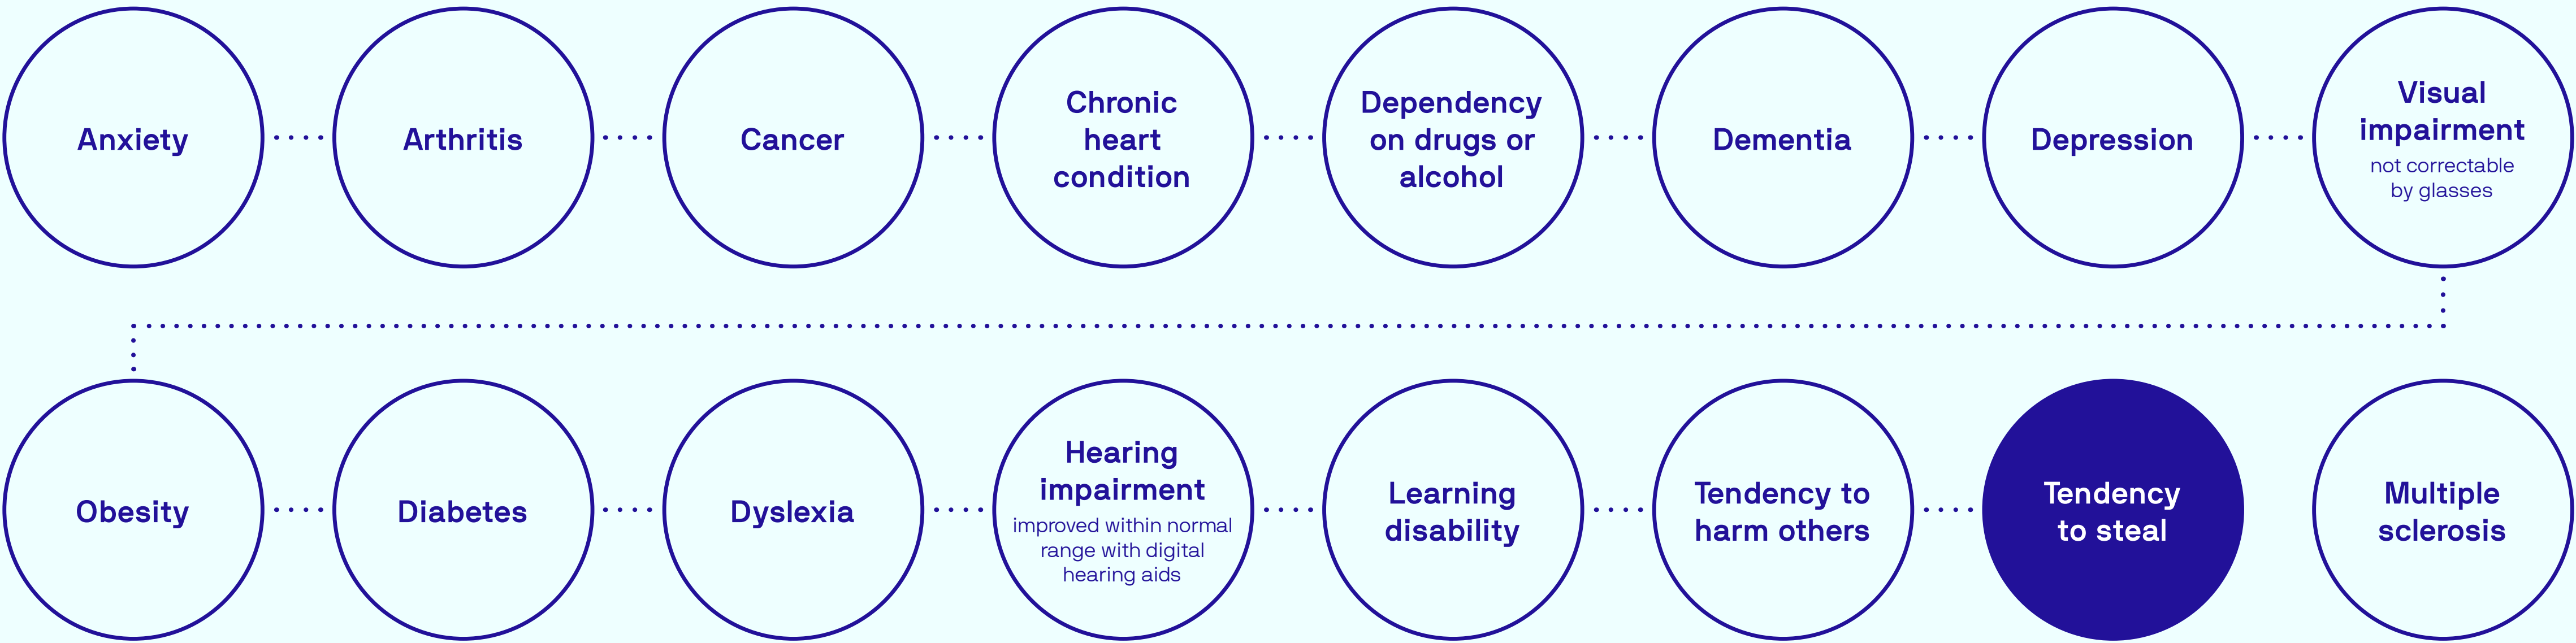 Anxiety
Arthritis
Cancer
Chronic
heart
condition
Dependency
on drugs or
alcohol
Dementia
Depression
Visual
impairment
not correctable
by glasses
Obesity
Diabetes
Dyslexia
Hearing
impairment
improved within normal
range with digital
hearing aids
Learning
disability
Tendency to
harm others
Tendency
to steal
Multiple
sclerosis